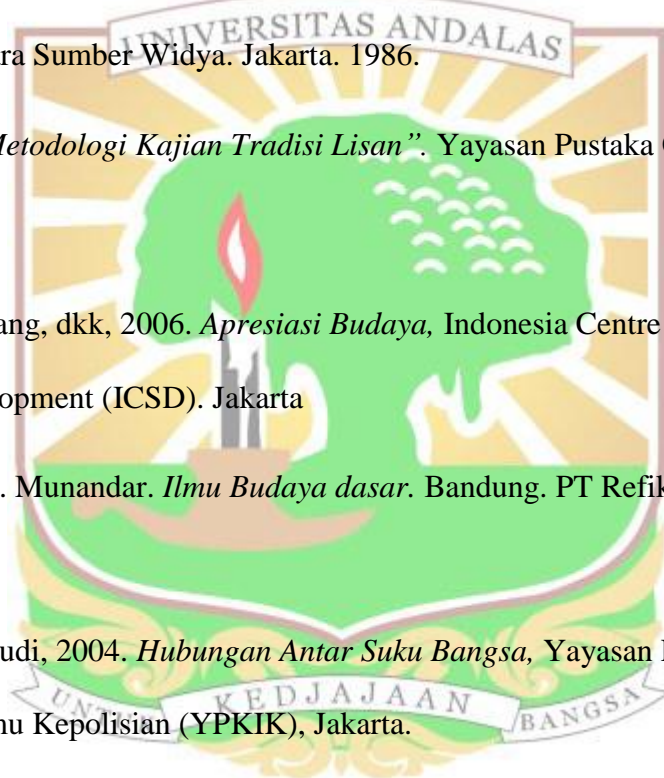 UNIVERSITAS ANDALAS
ra Sumber Widya. Jakarta. 1986.
Metodologi Kajian Tradisi Lisan”. Yayasan Pustaka
ang, dkk, 2006. Apresiasi Budaya, Indonesia Centre
opment (ICSD). Jakarta
. Munandar. Ilmu Budaya dasar. Bandung. PT Refik
udi, 2004. Hubungan Antar Suku Bangsa, Yayasan
KEDJAJAAN BANGSA
nu Kepolisian (YPKIK), Jakarta.